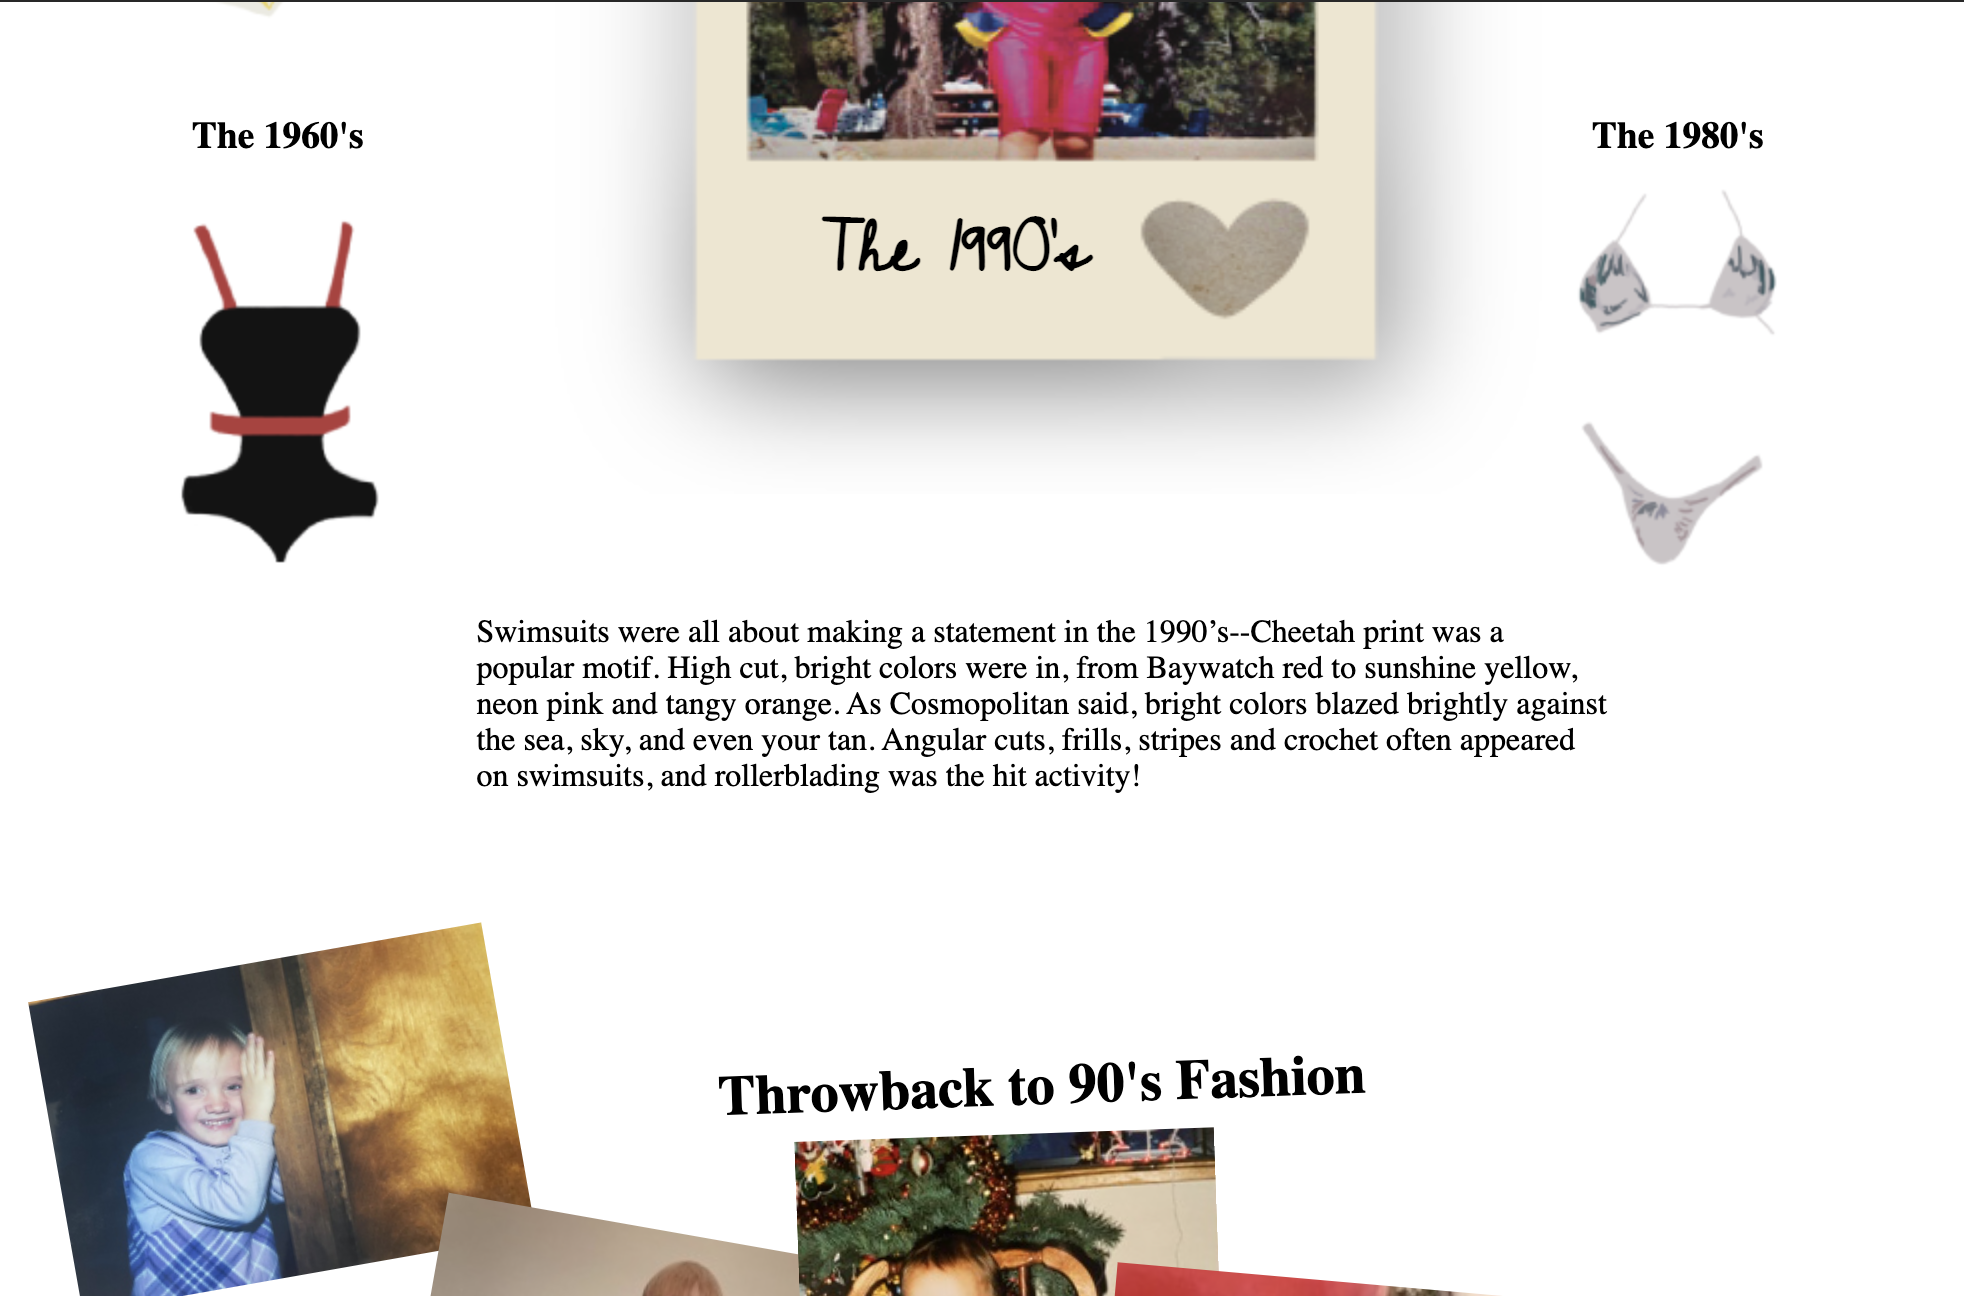 The 1960's
The 1980's
The 1990's
Swimsuits were all about making a statement in the 1990’s--Cheetah print was a
popular motif. High cut, bright colors were in, from Baywatch red to sunshine yellow,
neon pink and tangy orange. As Cosmopolitan said, bright colors blazed brightly against
the sea, sky, and even your tan. Angular cuts, frills, stripes and crochet often appeared
on swimsuits, and rollerblading was the hit activity!
Throwback to 90's Fashion